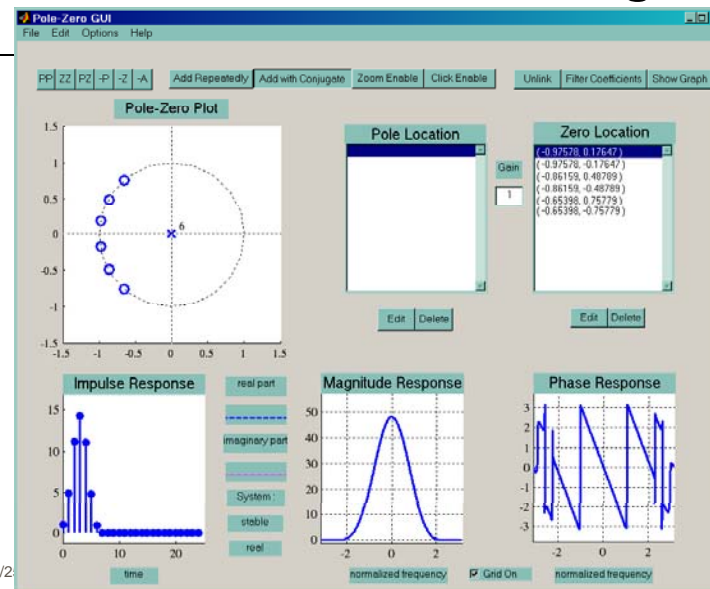 Pole-Zero GUI
File Edit Options Help
PP ZZ PZ -P -Z -A Add Repeatedly Add with Conjugate Zoom Enable Click Enable Unlink Filter Coefficients Show Graph
Pole-Zero Plot
1.5
1
0.5
0
-0.5
-1
-1.5
-1.5 -1 -0.5 0 0.5 1 1.5
6
Pole Location
Edit Delete
Gain
1
Zero Location
(-0.97578, 0.17647)
(-0.97578, -0.17647)
(-0.86159, 0.48789)
(-0.86159, -0.48789)
(-0.65398, 0.75779)
(-0.65398, -0.75779)
Edit Delete
Impulse Response
15
10
5
0
0 10 20
time
real part
imaginary part
System :
stable
real
Magnitude Response
50
40
30
20
10
0
-2 0 2
normalized frequency
Grid On
Phase Response
3
2
1
0
-1
-2
-3
-2 0 2
normalized frequency